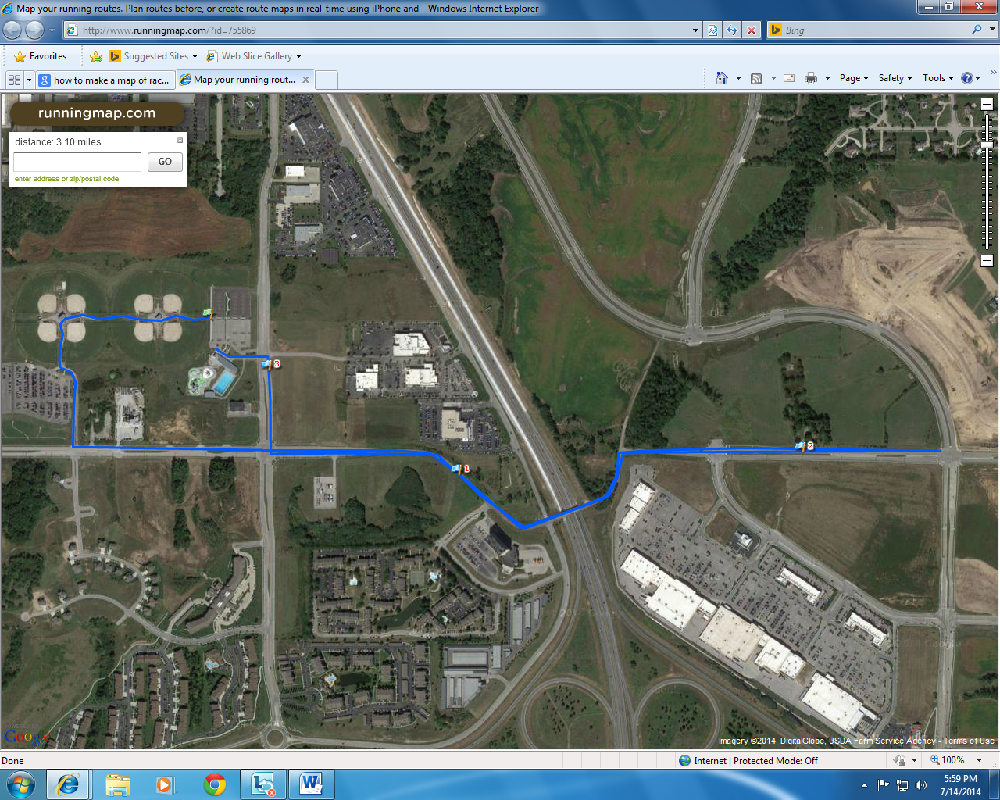 Map your running routes. Plan routes before, or create route maps in real-time using iPhone and - Windows Internet Explorer
http://www.runningmap.com/?id=755869
Bing
Favorites
Suggested Sites
Web Slice Gallery
how to make a map of rac...
Map your running rout...
Page
Safety
Tools
runningmap.com
distance: 3.10 miles
GO
enter address or zip/postal code
3
2
1
Google
Imagery ©2014 DigitalGlobe, USDA Farm Service Agency - Terms of Use
Done
Internet | Protected Mode: Off
100%
5:59 PM
7/14/2014